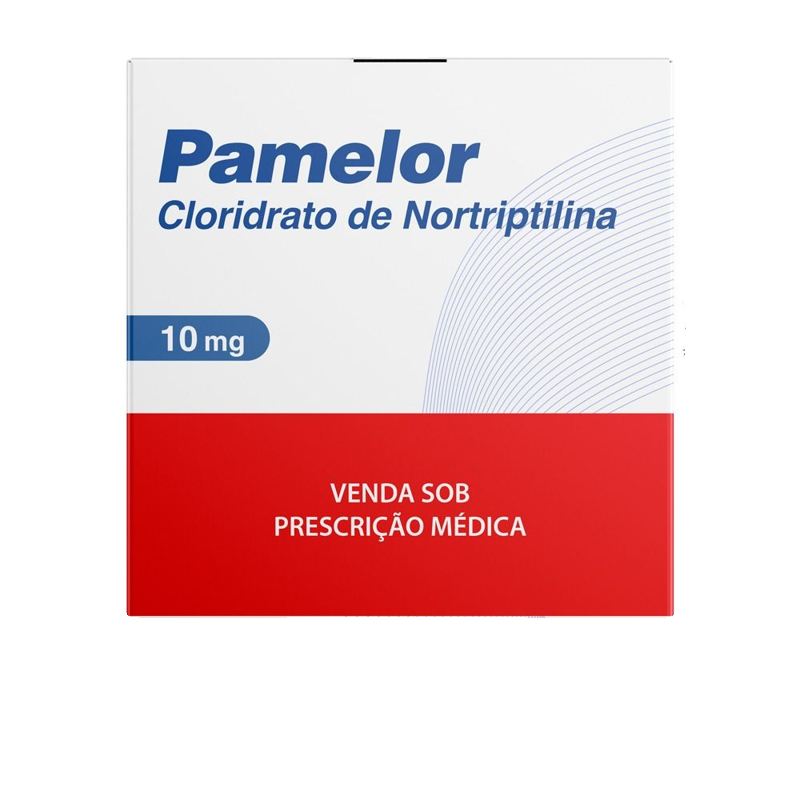 Pamelor
Cloridrato de Nortriptilina
10 mg
VENDA SOB
PRESCRIÇÃO MÉDICA